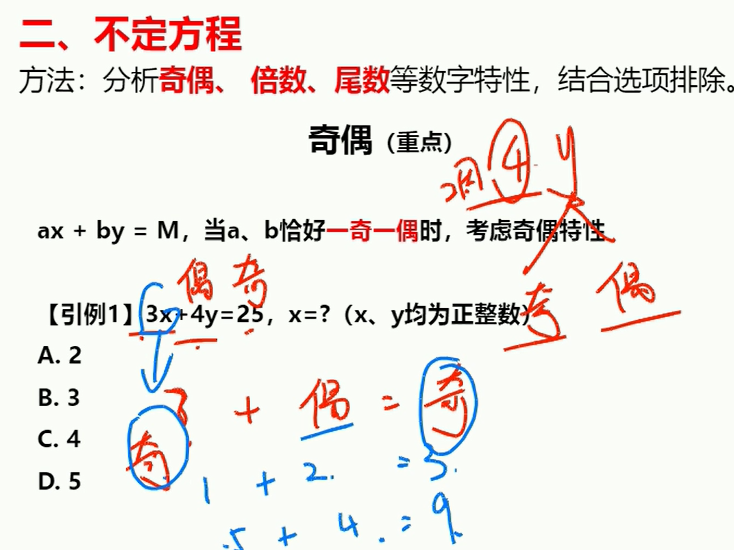 二、不定方程
方法：分析奇偶、倍数、尾数等数字特性，结合选项排除。
奇偶（重点）
4 y
ax + by = M，当a、b恰好一奇一偶时，考虑奇偶特性
偶 奇
奇 偶
【引例1】3x+4y=25，x=?（x、y均为正整数）
A. 2
B. 3
3 + 偶 = 奇
C. 4
奇
1 + 2 = 3
D. 5
5 + 4 = 9